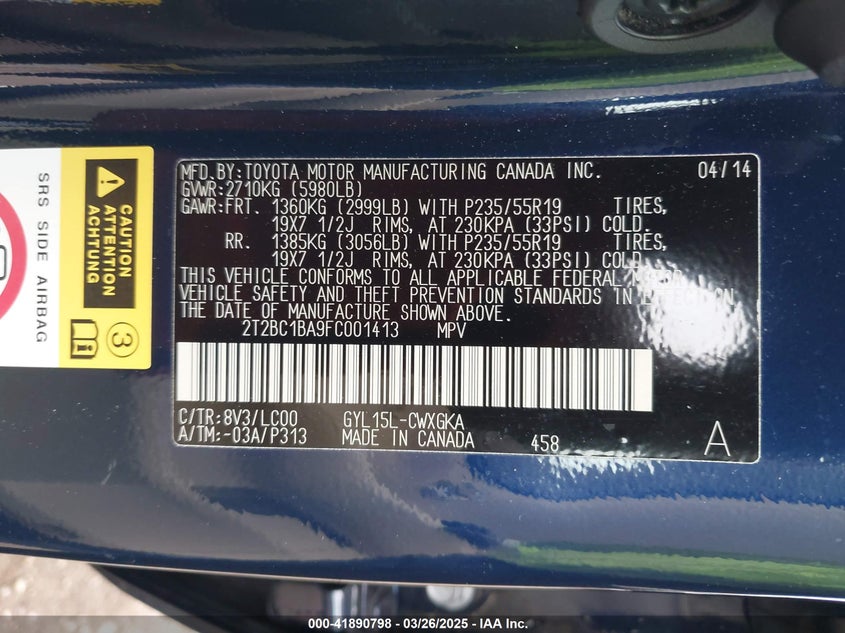 MFD.BY:TOYOTA MOTOR MANUFACTURING CANADA INC. 04/14
GVWR:2710KG (5980LB)
GAWR:FRT. 1360KG (2999LB) WITH P235/55R19 TIRES,
19X7 1/2J RIMS, AT 230KPA (33PSI) COLD.
RR. 1385KG (3056LB) WITH P235/55R19 TIRES,
19X7 1/2J RIMS, AT 230KPA (33PSI) COLD.
THIS VEHICLE CONFORMS TO ALL APPLICABLE FEDERAL MOTOR
VEHICLE SAFETY AND THEFT PREVENTION STANDARDS IN EFFECT ON
THE DATE OF MANUFACTURE SHOWN ABOVE.
2T2BC1BA9FC001413 MPV
C/TR:8V3/LC00 GYL15L-CWXGKA
A/TM:-03A/P313 MADE IN CANADA 458 A
SRS SIDE AIRBAG
CAUTION
ATTENTION
ACHTUNG
3
000-41890798 - 03/26/2025 - IAA Inc.